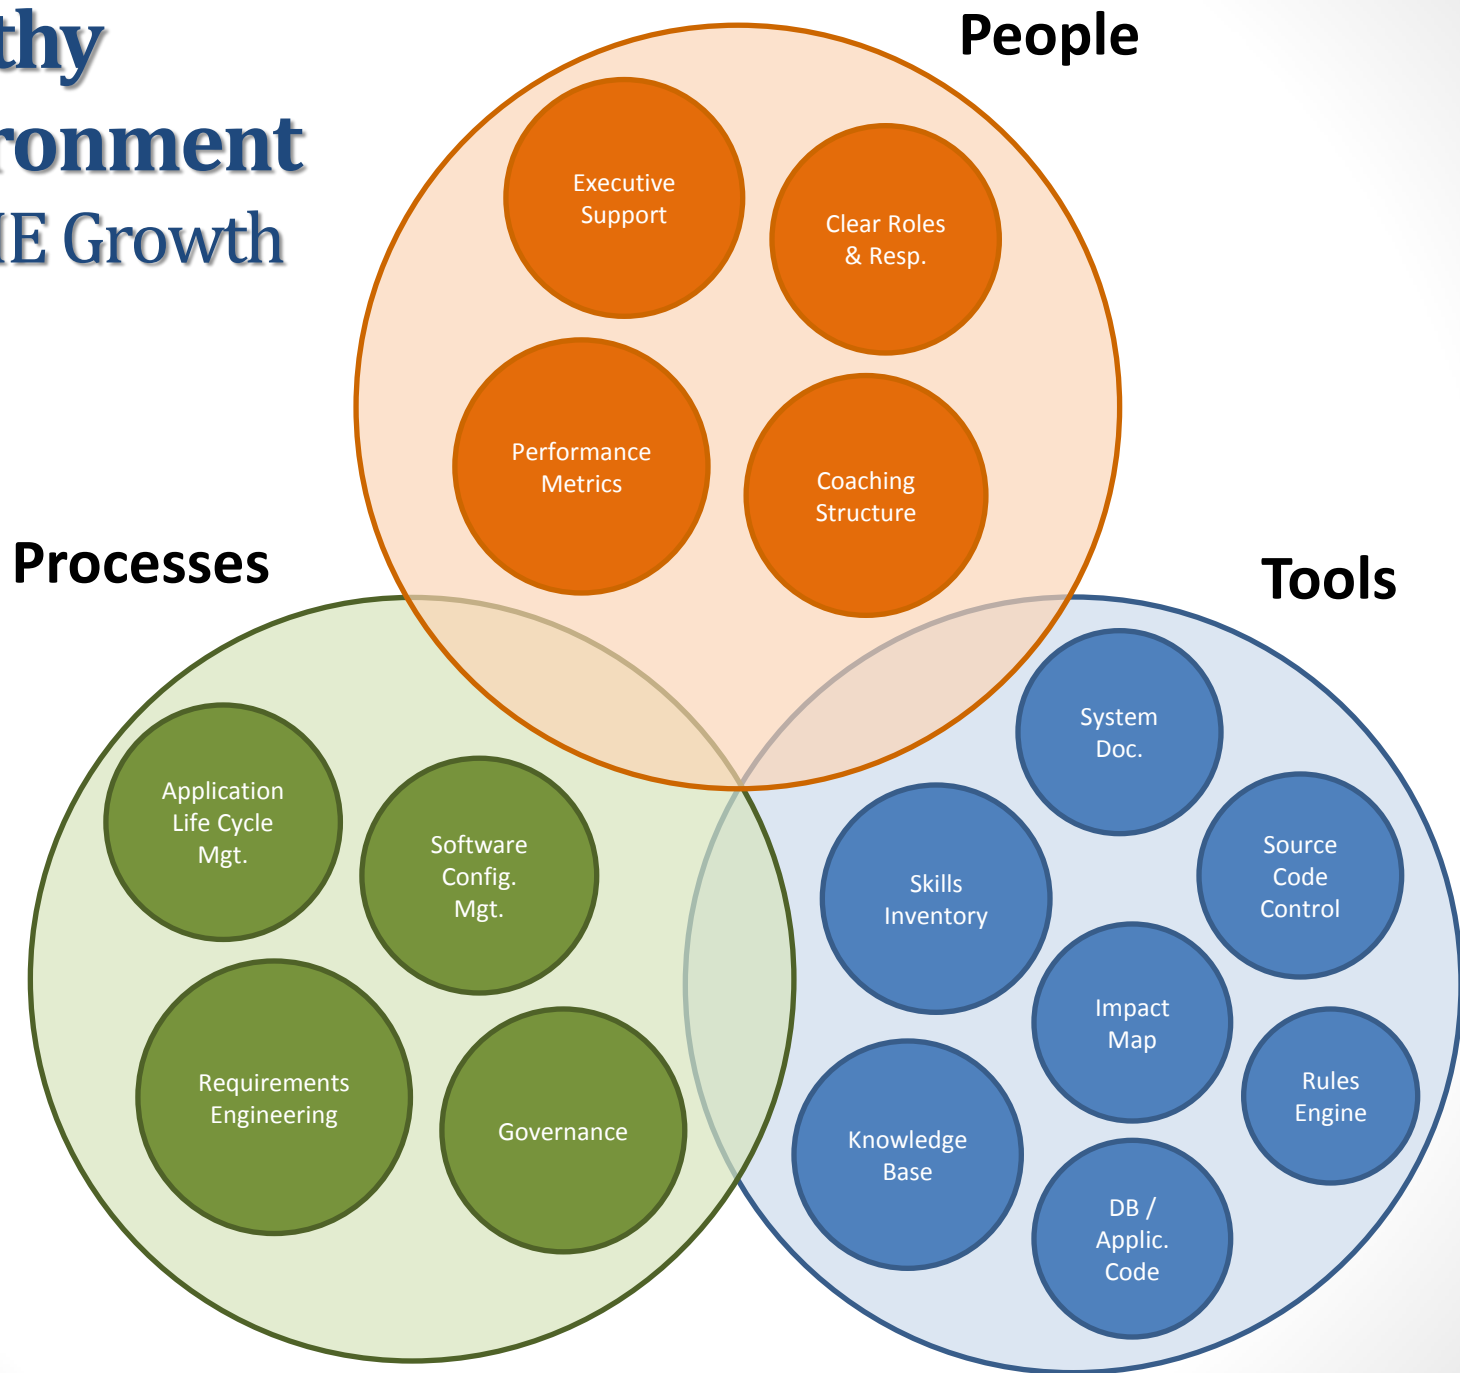 thy
ronment
IE Growth
People
Executive
Support
Clear Roles
& Resp.
Performance
Metrics
Coaching
Structure
Processes
Application
Life Cycle
Mgt.
Software
Config.
Mgt.
Requirements
Engineering
Governance
Tools
System
Doc.
Source
Code
Control
Skills
Inventory
Impact
Map
Rules
Engine
Knowledge
Base
DB /
Applic.
Code